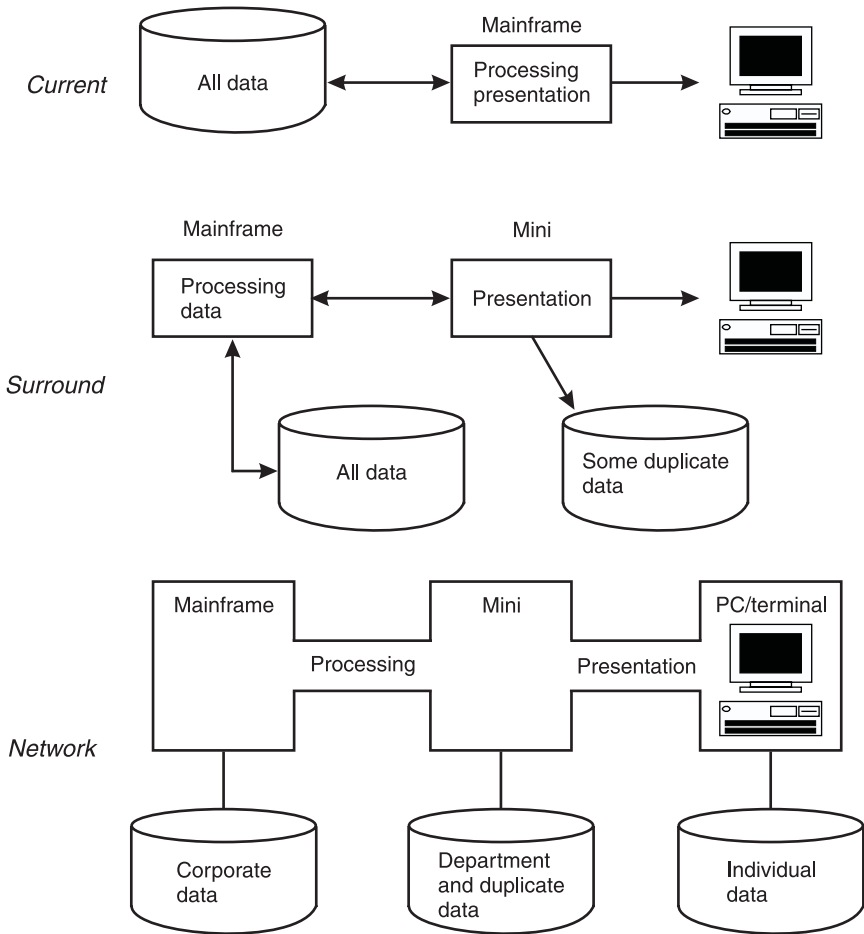 Mainframe
Current
All data
Processing
presentation
Mainframe
Mini
Processing
data
Presentation
Surround
All data
Some duplicate
data
Mainframe
Mini
PC/terminal
Processing
Presentation
Network
Corporate
data
Department
and duplicate
data
Individual
data